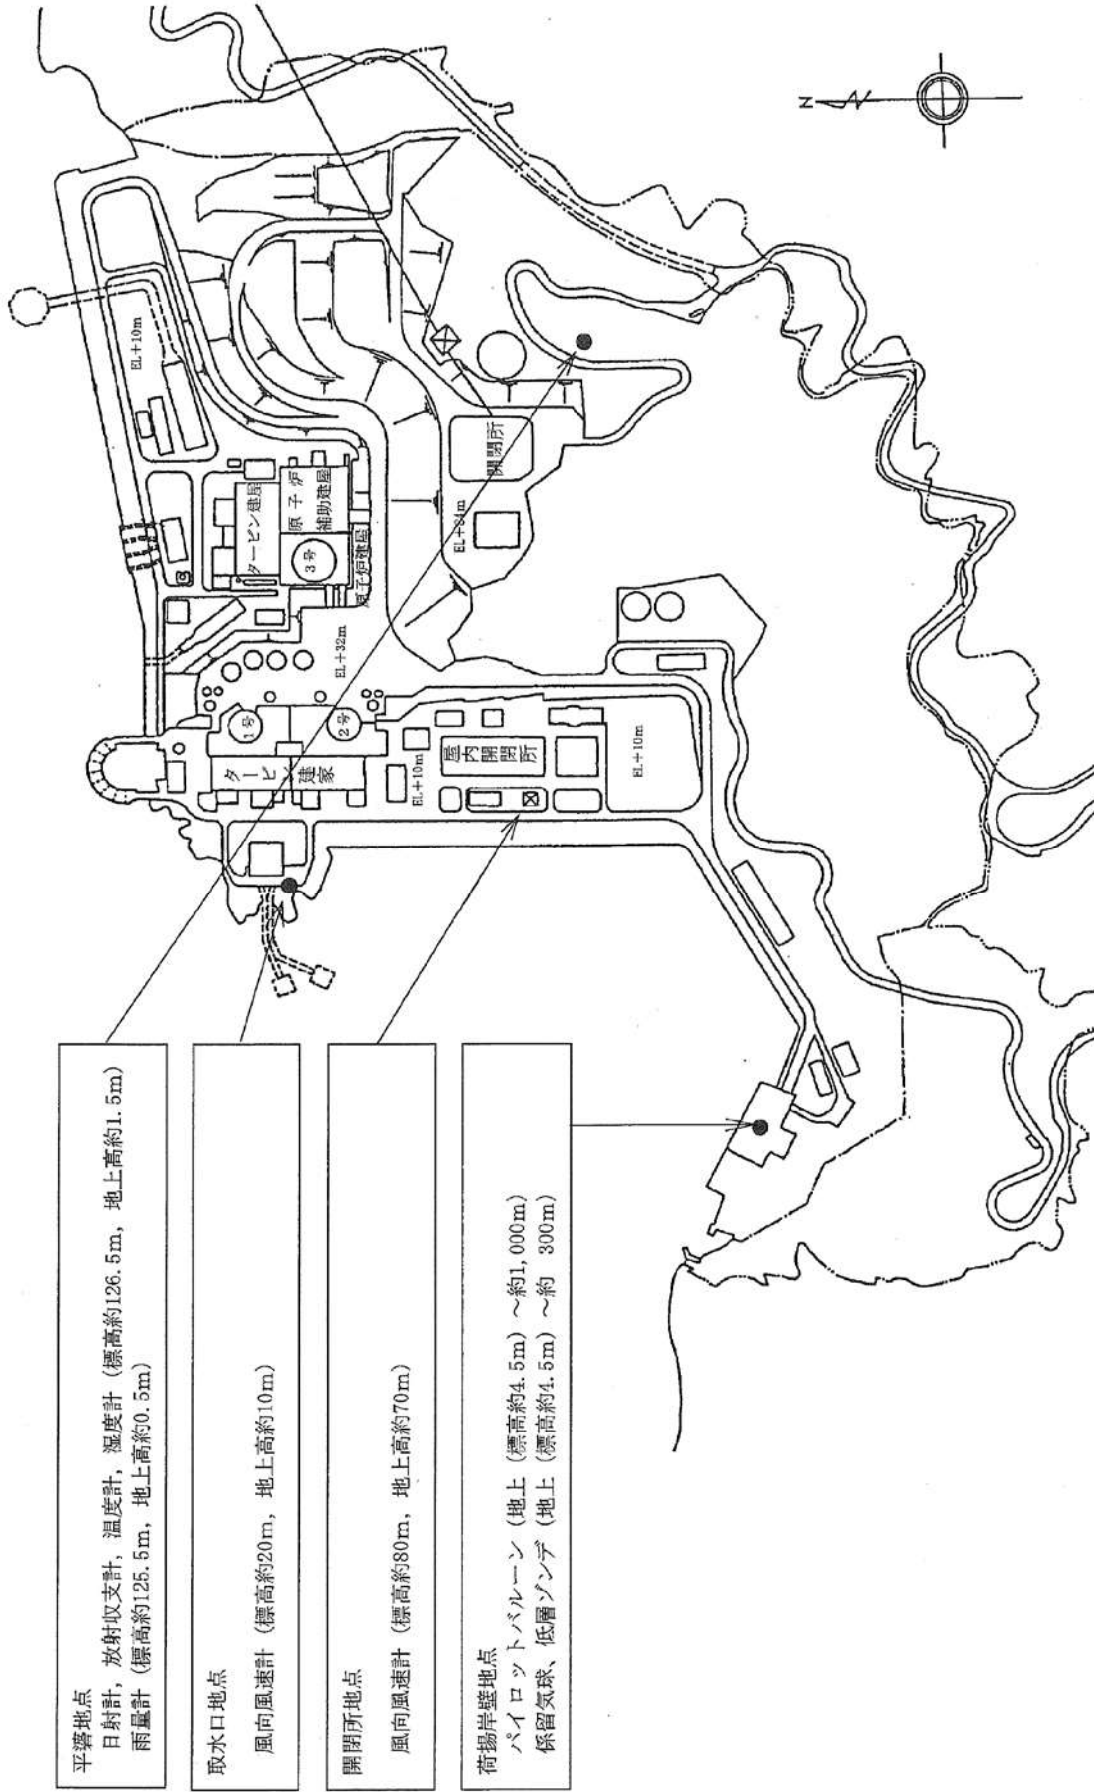 平碆地点
日射計，放射収支計，温度計，湿度計（標高約126.5m，地上高約1.5m）
雨量計（標高約125.5m，地上高約0.5m）
取水口地点
風向風速計（標高約20m，地上高約10m）
開閉所地点
風向風速計（標高約80m，地上高約70m）
荷揚岸壁地点
パイロットバルーン（地上（標高約4.5m）～約1,000m）
係留気球、低層ゾンデ（地上（標高約4.5m）～約 300m）
EL+10m
タービン建屋
原子炉
補助建屋
3号
原子炉建屋
EL+32m
1号
2号
タービン
建家
EL+10m
屋内
開閉所
EL+10m
開閉所
EL+84m
N